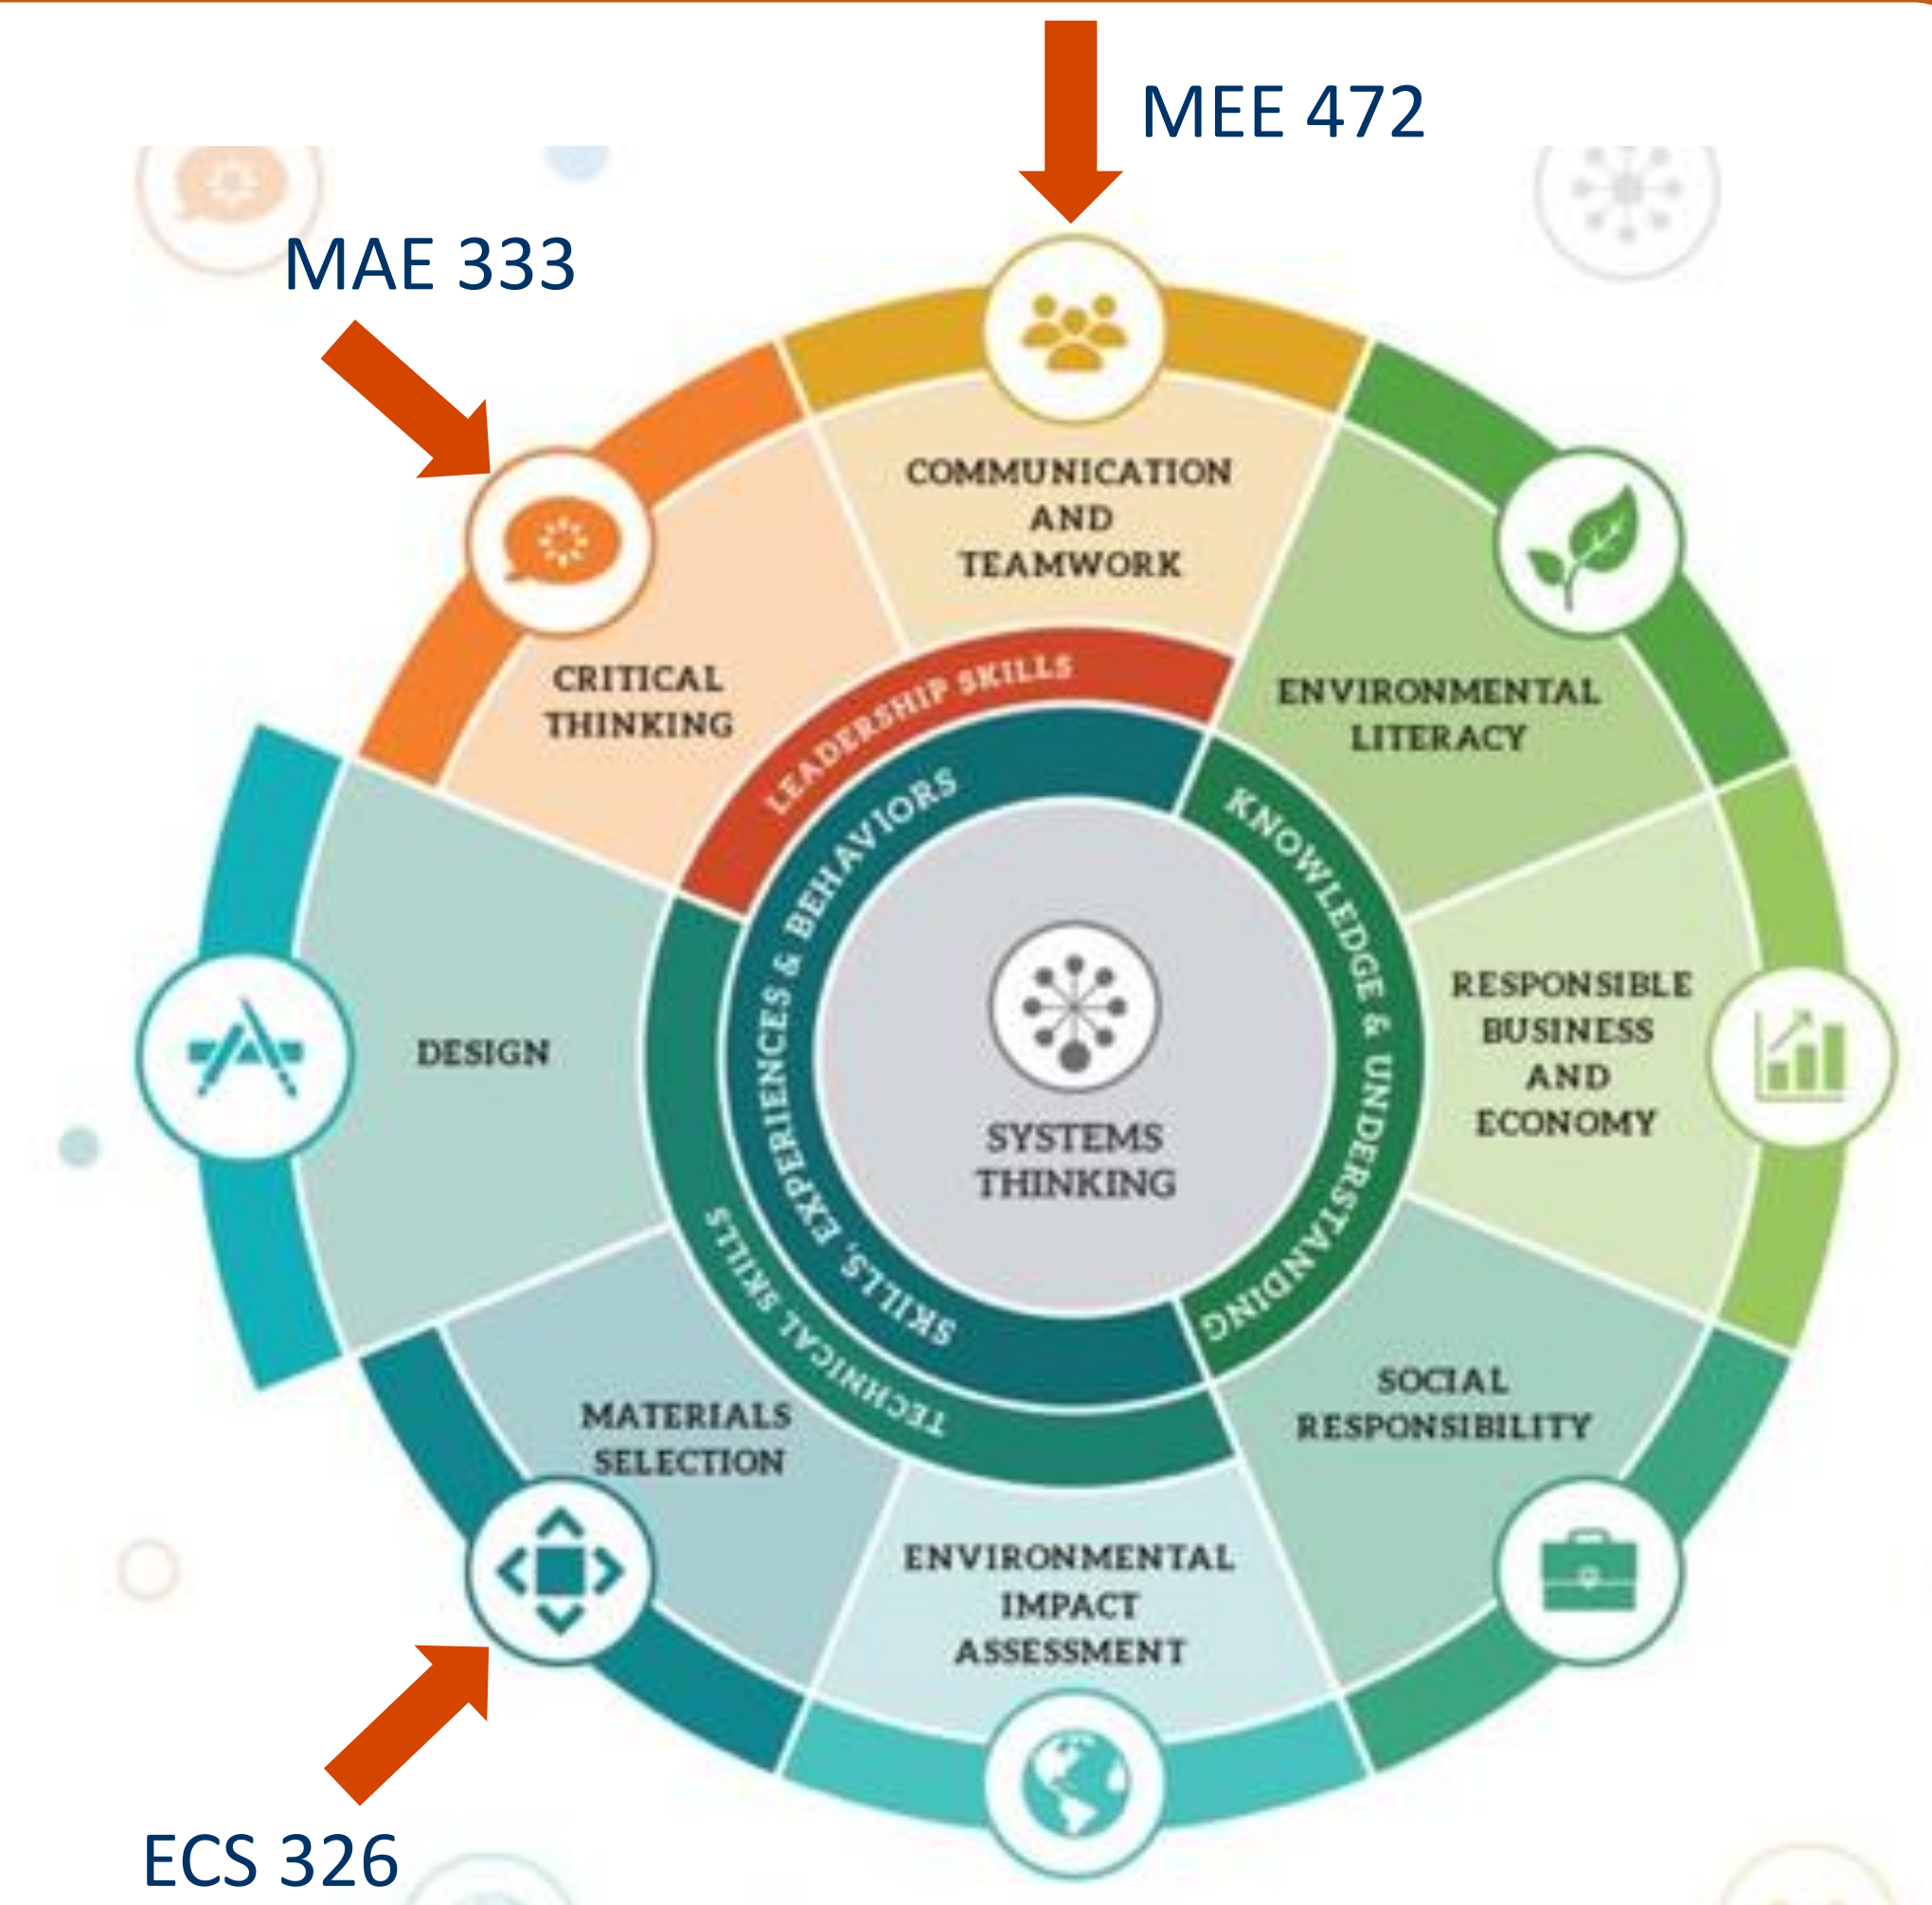 MEE 472
MAE 333
COMMUNICATION
AND
TEAMWORK
CRITICAL
THINKING
LEADERSHIP SKILLS
ENVIRONMENTAL
LITERACY
SKILLS, EXPERIENCES & BEHAVIORS
KNOWLEDGE & UNDERSTANDING
RESPONSIBLE
BUSINESS
AND
ECONOMY
DESIGN
SYSTEMS
THINKING
TECHNICAL SKILLS
SOCIAL
RESPONSIBILITY
MATERIALS
SELECTION
ENVIRONMENTAL
IMPACT
ASSESSMENT
ECS 326